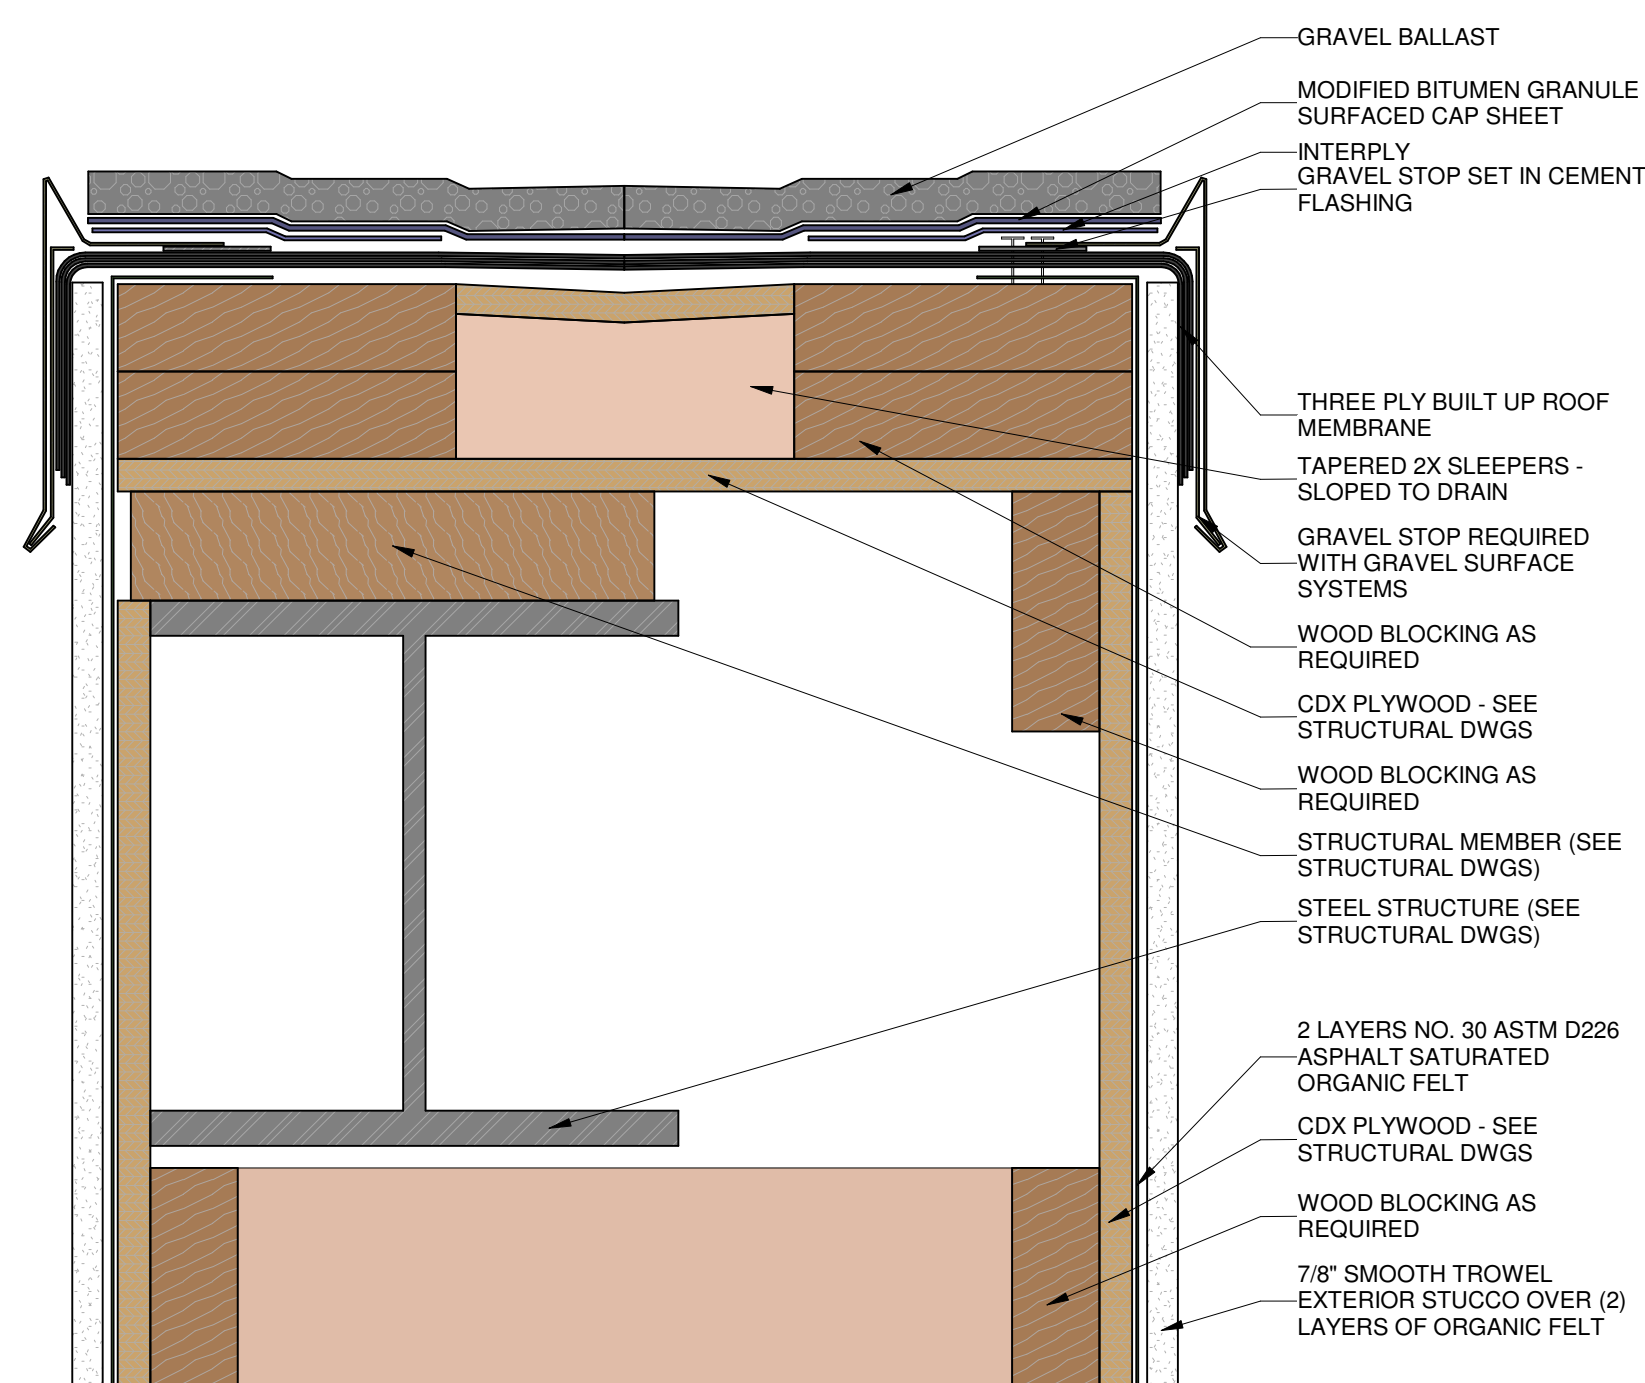 GRAVEL BALLAST
MODIFIED BITUMEN GRANULE
SURFACED CAP SHEET
INTERPLY
GRAVEL STOP SET IN CEMENT
FLASHING
THREE PLY BUILT UP ROOF
MEMBRANE
TAPERED 2X SLEEPERS -
SLOPED TO DRAIN
GRAVEL STOP REQUIRED
WITH GRAVEL SURFACE
SYSTEMS
WOOD BLOCKING AS
REQUIRED
CDX PLYWOOD - SEE
STRUCTURAL DWGS
WOOD BLOCKING AS
REQUIRED
STRUCTURAL MEMBER (SEE
STRUCTURAL DWGS)
STEEL STRUCTURE (SEE
STRUCTURAL DWGS)
2 LAYERS NO. 30 ASTM D226
ASPHALT SATURATED
ORGANIC FELT
CDX PLYWOOD - SEE
STRUCTURAL DWGS
WOOD BLOCKING AS
REQUIRED
7/8" SMOOTH TROWEL
EXTERIOR STUCCO OVER (2)
LAYERS OF ORGANIC FELT